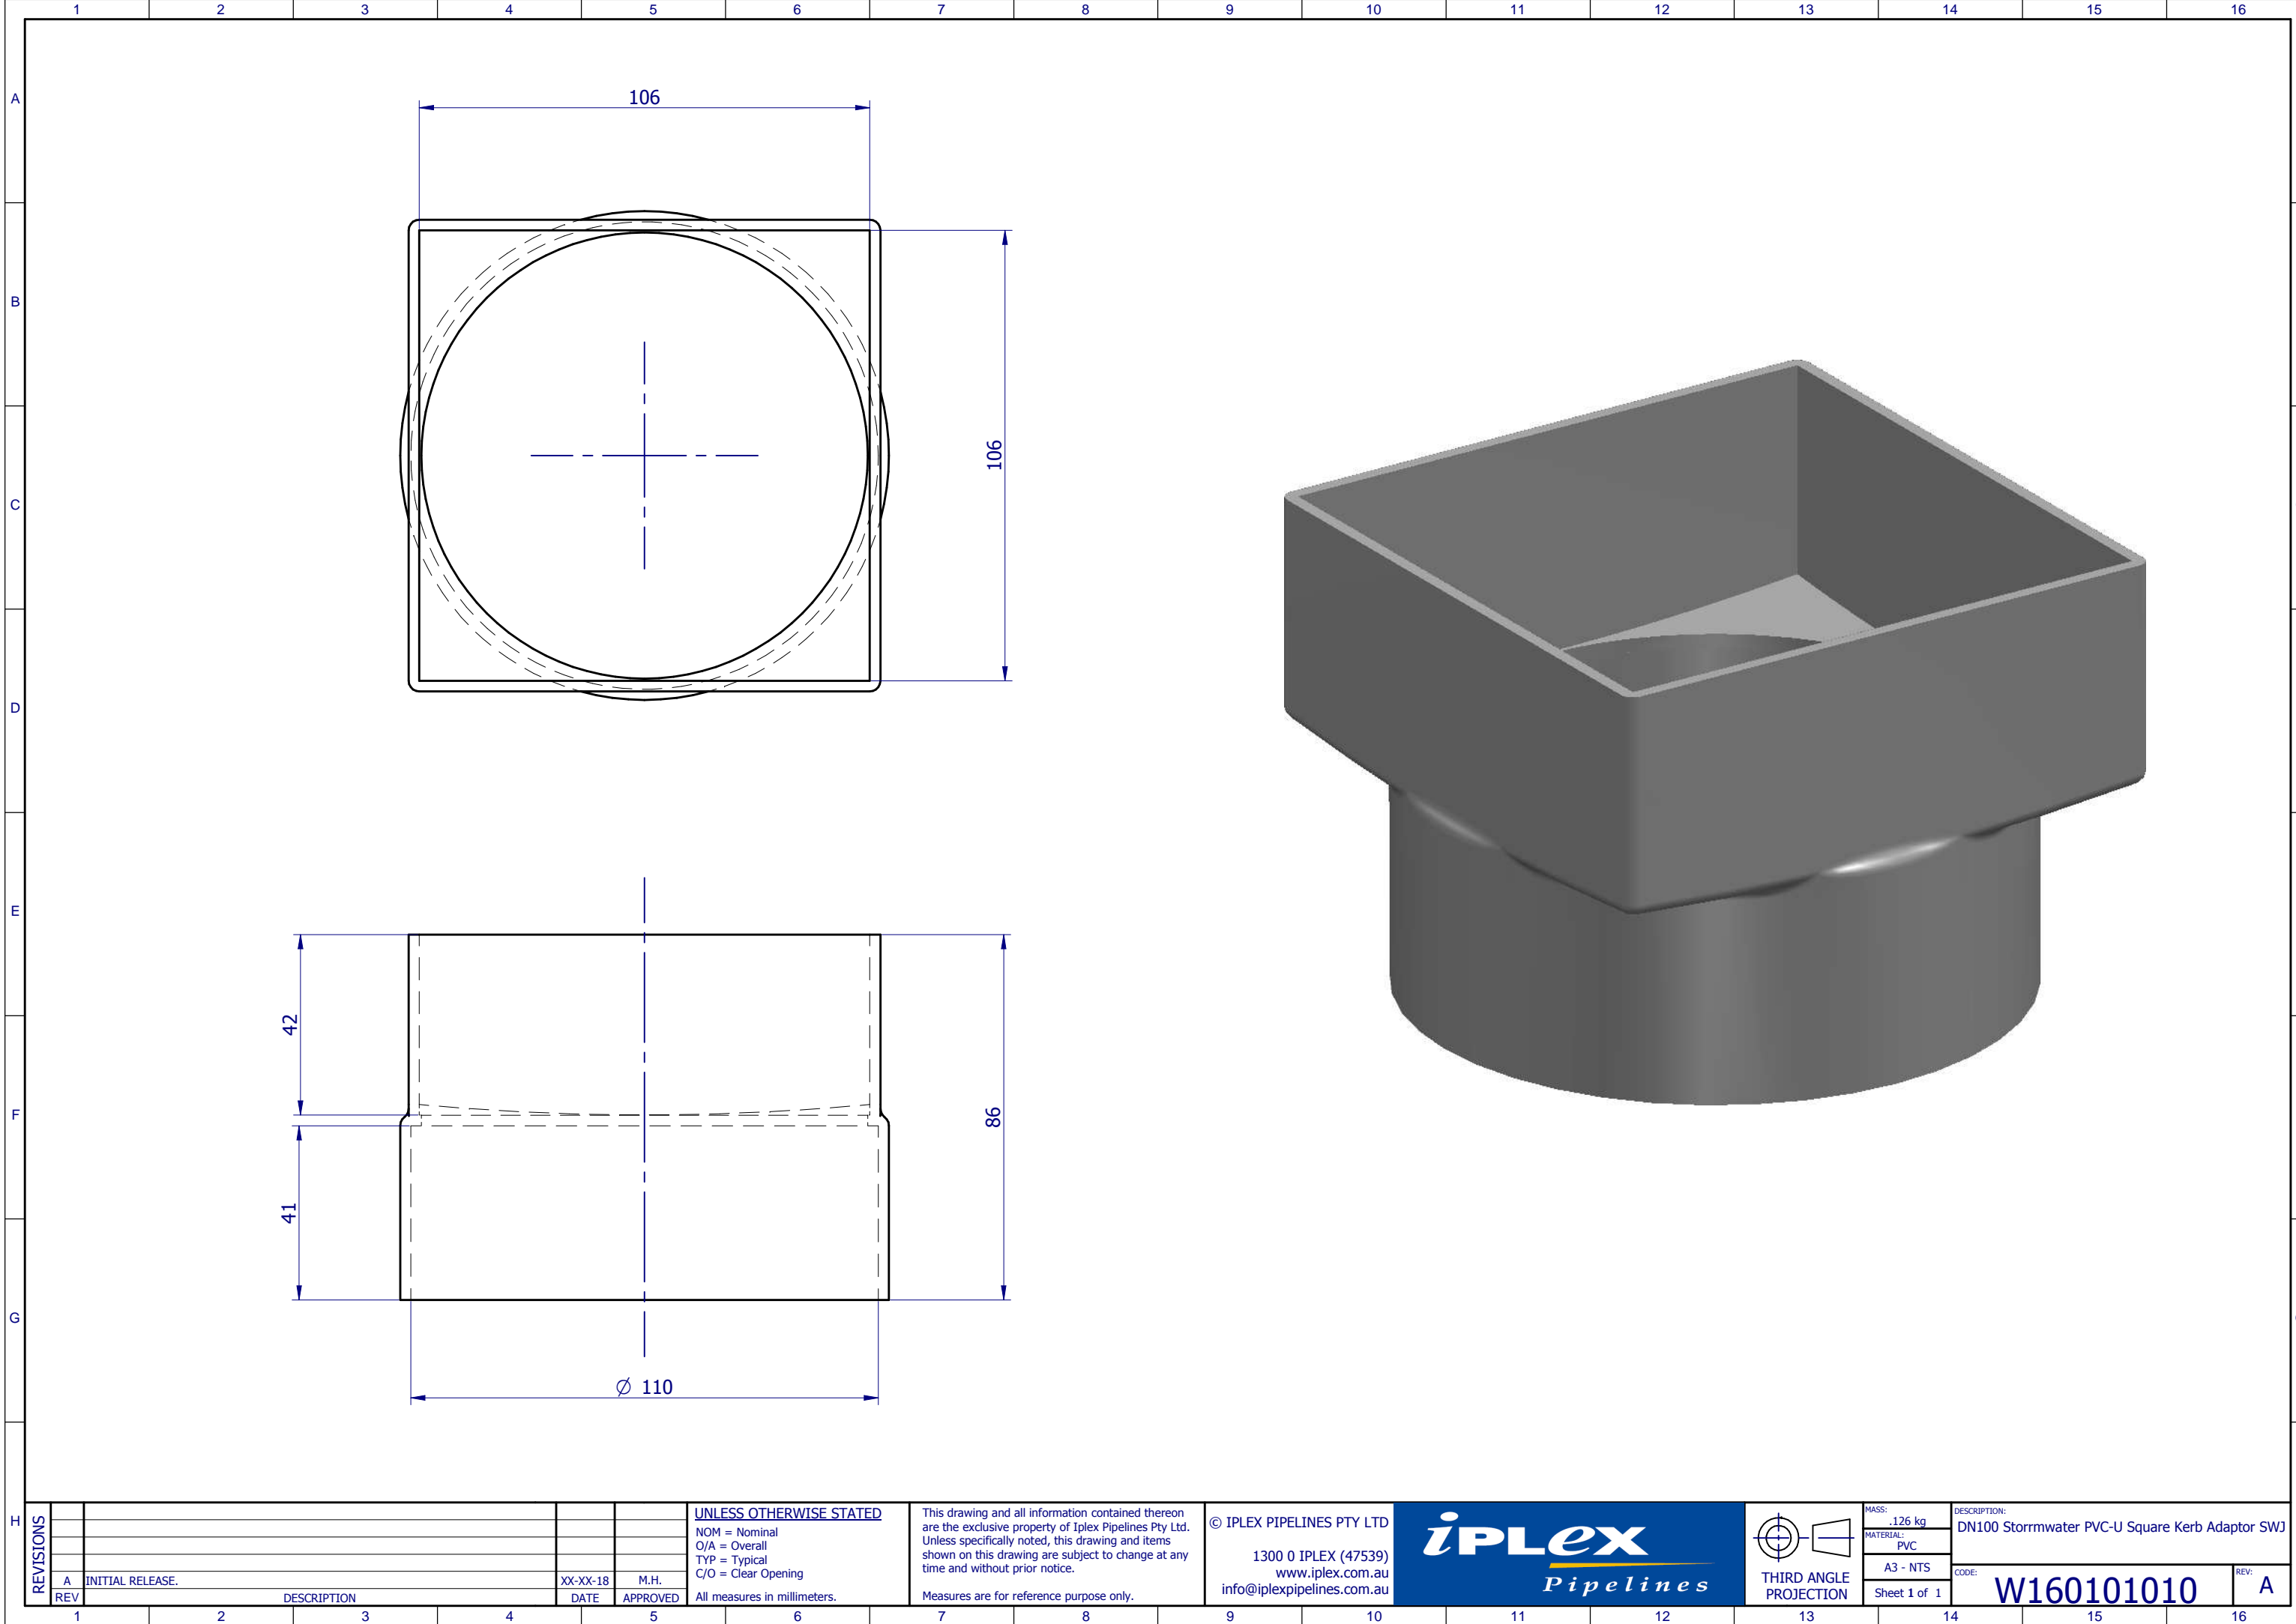 1 2 3 4 5 6 7 8 9 10 11 12 13 14 15 16
A
B
C
D
E
F
G
H
106
106
42
41
86
∅ 110
REVISIONS
A INITIAL RELEASE. XX-XX-18 M.H.
REV DESCRIPTION DATE APPROVED
UNLESS OTHERWISE STATED
NOM = Nominal
O/A = Overall
TYP = Typical
C/O = Clear Opening
All measures in millimeters.
This drawing and all information contained thereon
are the exclusive property of Iplex Pipelines Pty Ltd.
Unless specifically noted, this drawing and items
shown on this drawing are subject to change at any
time and without prior notice.
Measures are for reference purpose only.
© IPLEX PIPELINES PTY LTD
1300 0 IPLEX (47539)
www.iplex.com.au
info@iplexpipelines.com.au
iPLeX
Pipelines
THIRD ANGLE
PROJECTION
MASS:
.126 kg
MATERIAL:
PVC
A3 - NTS
Sheet 1 of 1
DESCRIPTION:
DN100 Storrmwater PVC-U Square Kerb Adaptor SWJ
CODE:
W160101010
REV:
A
1 2 3 4 5 6 7 8 9 10 11 12 13 14 15 16